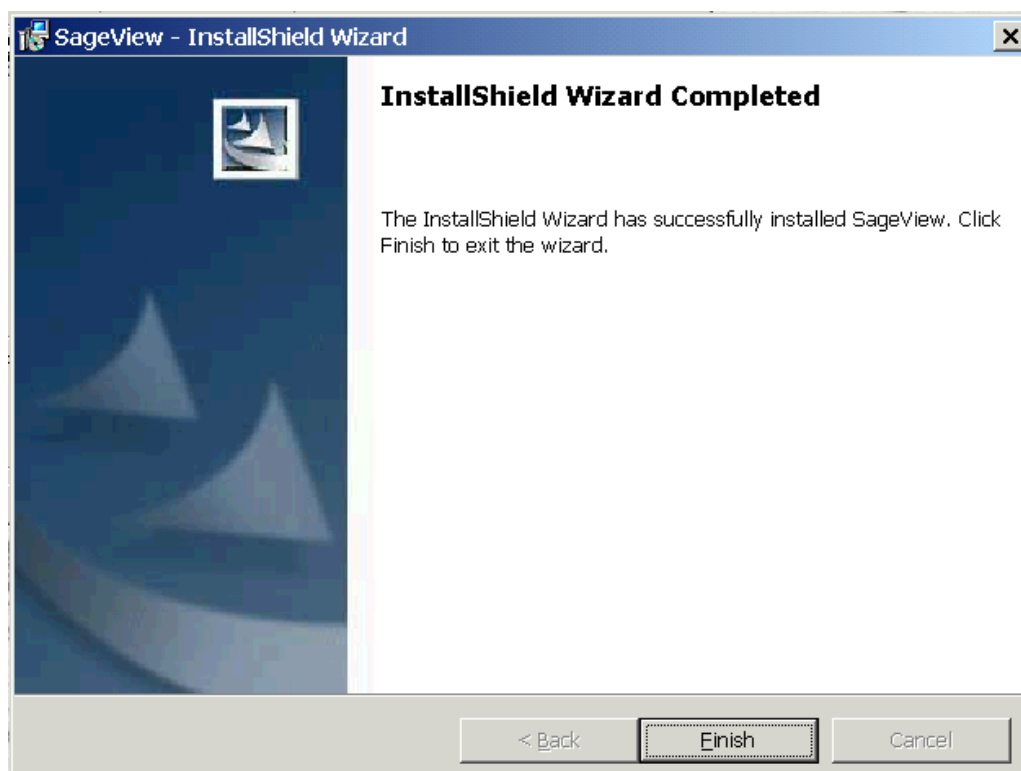 SageView - InstallShield Wizard
InstallShield Wizard Completed
The InstallShield Wizard has successfully installed SageView. Click
Finish to exit the wizard.
< Back
Finish
Cancel